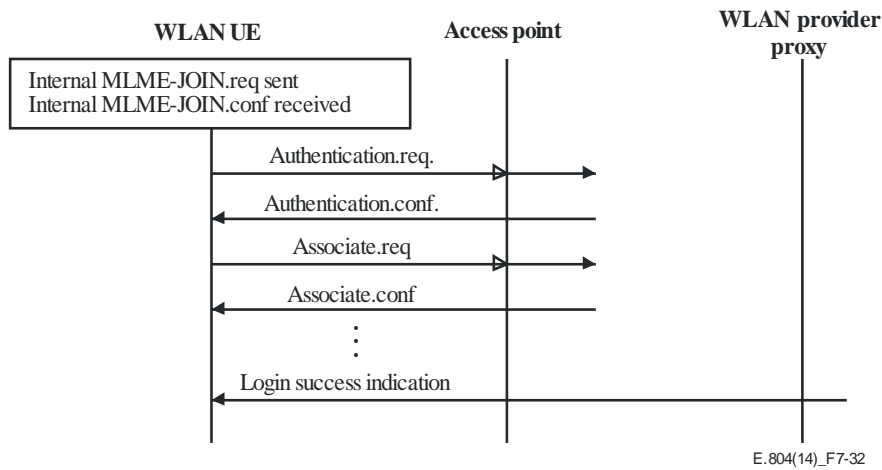 WLAN UE
Access point
WLAN provider
proxy
Internal MLME-JOIN.req sent
Internal MLME-JOIN.conf received
Authentication.req.
Authentication.conf.
Associate.req
Associate.conf
Login success indication
E.804(14)_F7-32